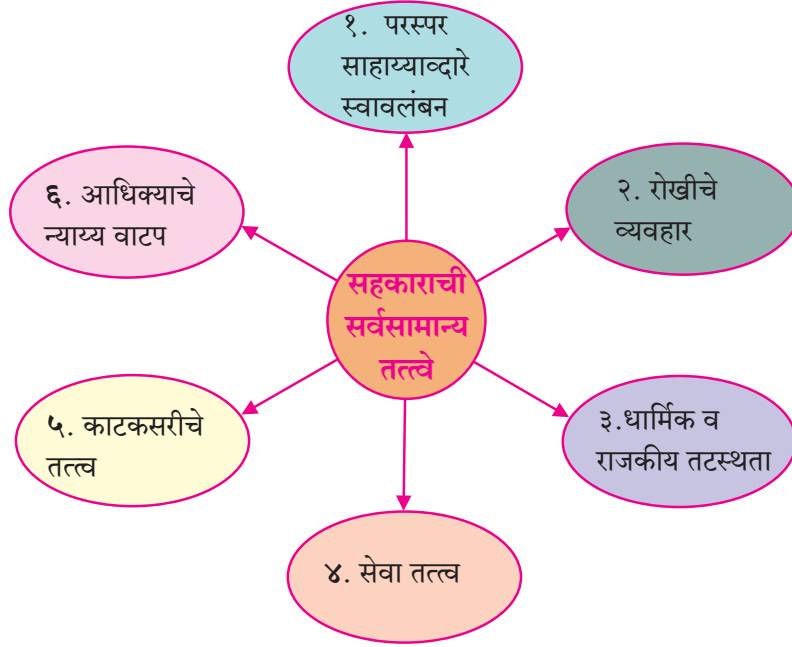 १. परस्पर
साहाय्याव्दारे
स्वावलंबन
२. रोखीचे
व्यवहार
३.धार्मिक व
राजकीय तटस्थता
४. सेवा तत्त्व
५. काटकसरीचे
तत्त्व
६. आधिक्याचे
न्याय्य वाटप
सहकाराची
सर्वसामान्य
तत्त्वे